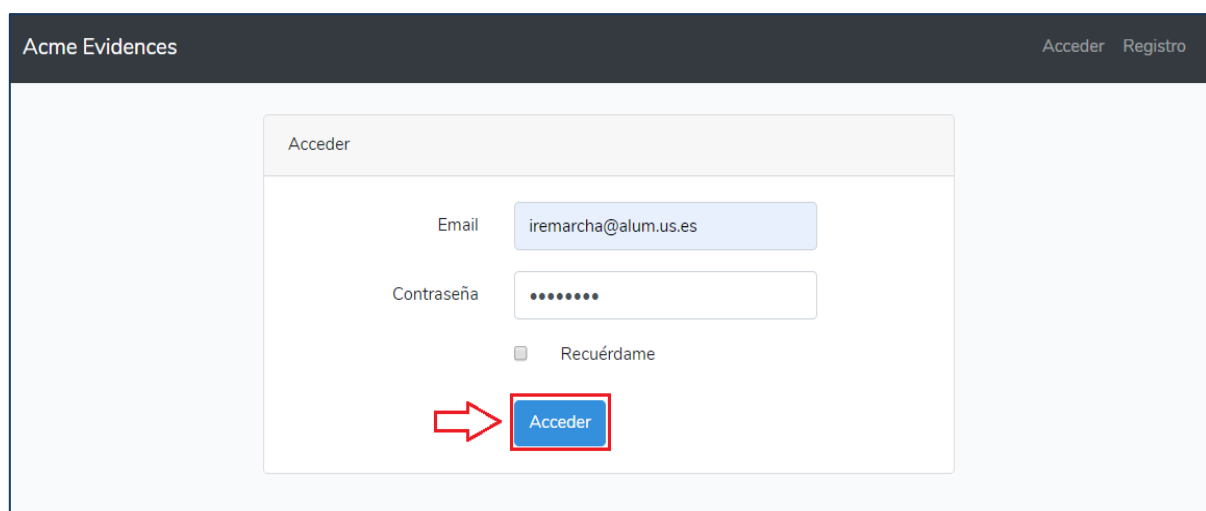 Acme Evidences Acceder Registro
Acceder
Email iremarcha@alum.us.es
Contraseña ••••••••
Recuérdame
Acceder